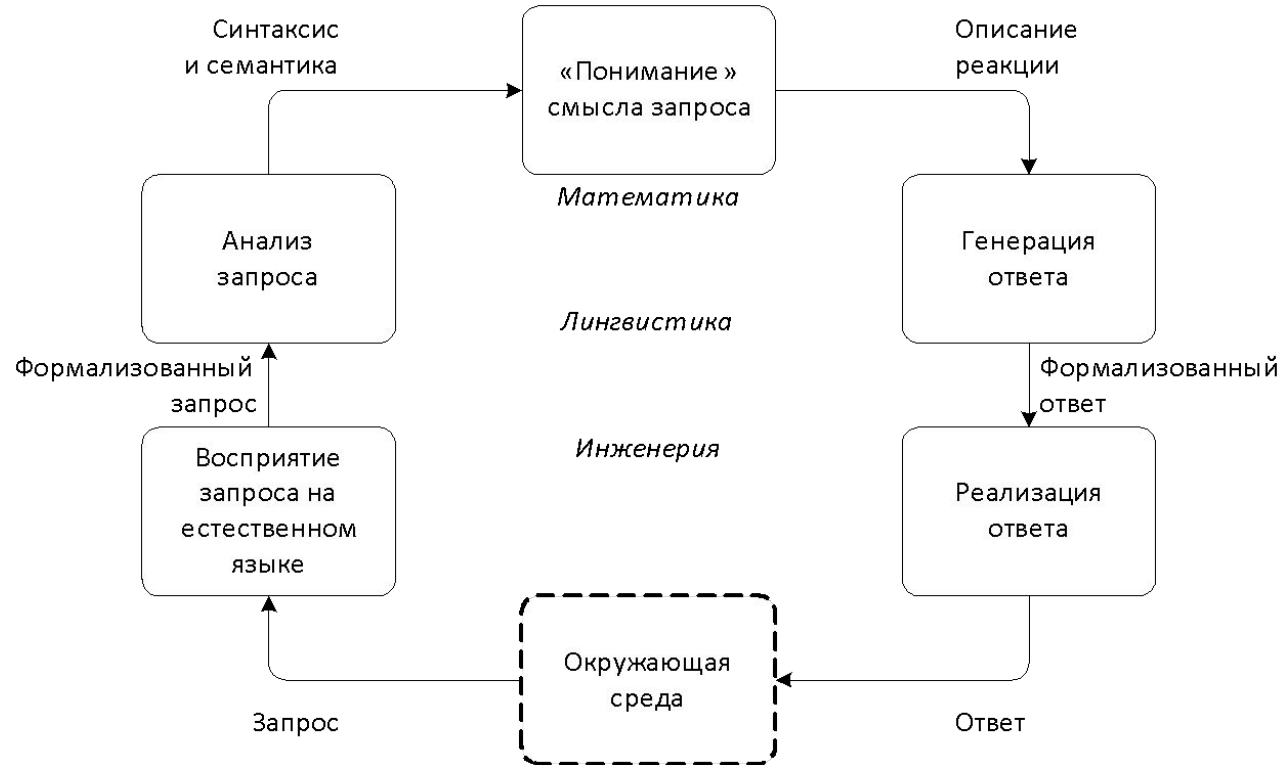 Синтаксис
и семантика
«Понимание»
смысла запроса
Описание
реакции
Математика
Анализ
запроса
Генерация
ответа
Лингвистика
Формализованный
запрос
Формализованный
ответ
Инженерия
Восприятие
запроса на
естественном
языке
Реализация
ответа
Окружающая
среда
Запрос
Ответ